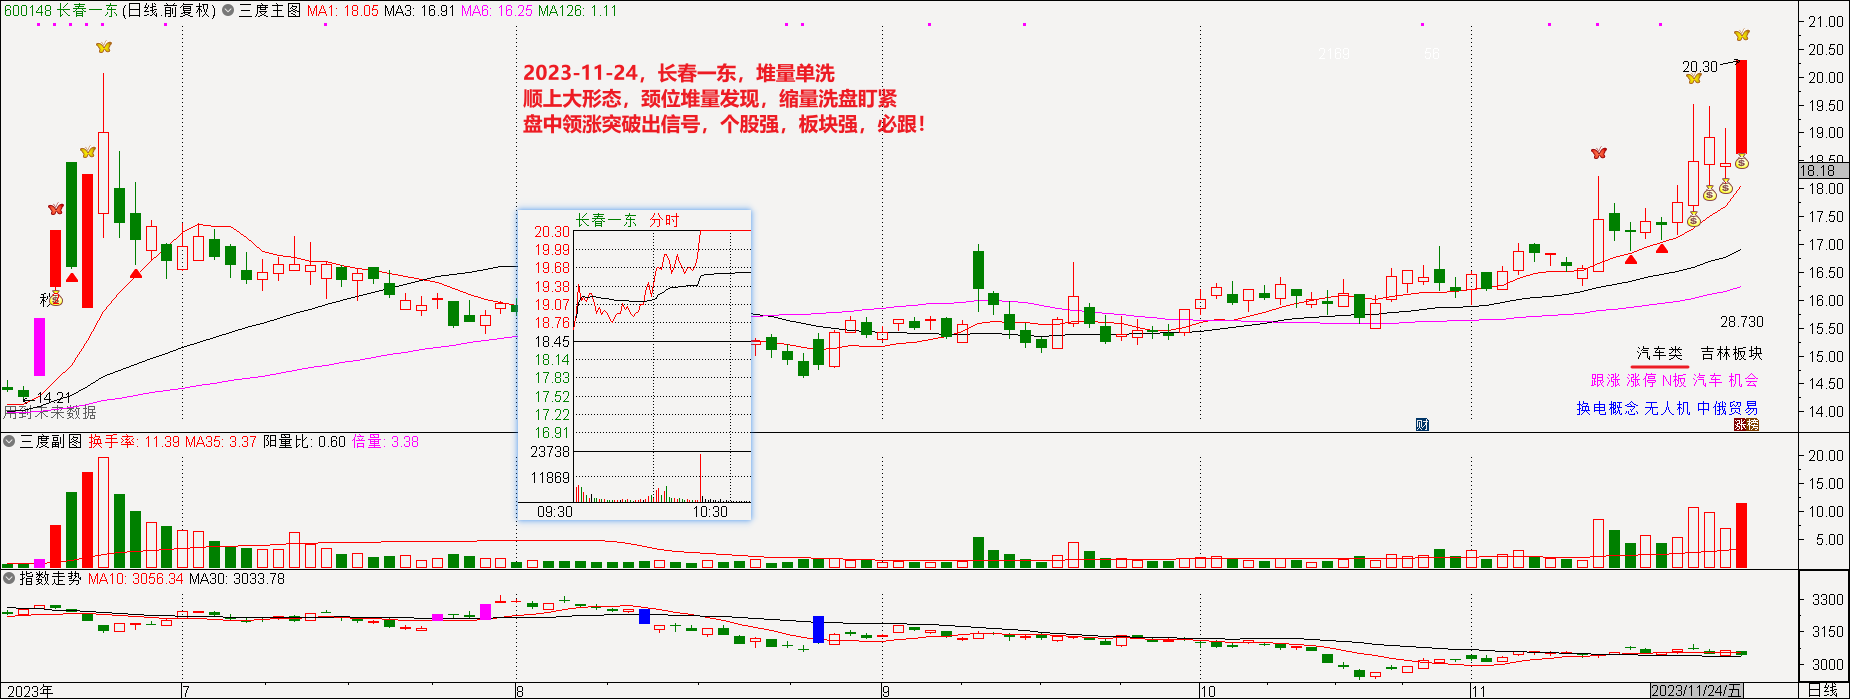 600148 长春一东 (日线.前复权) 三度主图 MA1: 18.05 MA3: 16.91 MA6: 16.25 MA126: 1.11
2023-11-24，长春一东，堆量单洗
顺上大形态，颈位堆量发现，缩量洗盘盯紧
盘中领涨突破出信号，个股强，板块强，必跟！
3169 56
20.30
秒
14.21
用到未来数据
长春一东 分时
20.30
19.99
19.68
19.38
19.07
18.76
18.45
18.14
17.83
17.52
17.22
16.91
23738
11869
09:30 10:30
28.730
汽车类 吉林板块
跟涨 涨停 N板 汽车 机会
换电概念 无人机 中俄贸易
财
涨榜
21.00
20.50
20.00
19.50
19.00
18.50
18.18
18.00
17.50
17.00
16.50
16.00
15.50
15.00
14.50
14.00
三度副图 换手率: 11.39 MA35: 3.37 阳量比: 0.60 倍量: 3.38
20.00
15.00
10.00
5.00
指数走势 MA10: 3056.34 MA30: 3033.78
3300
3150
3000
2023年 7 8 9 10 11 2023/11/24/五 日线